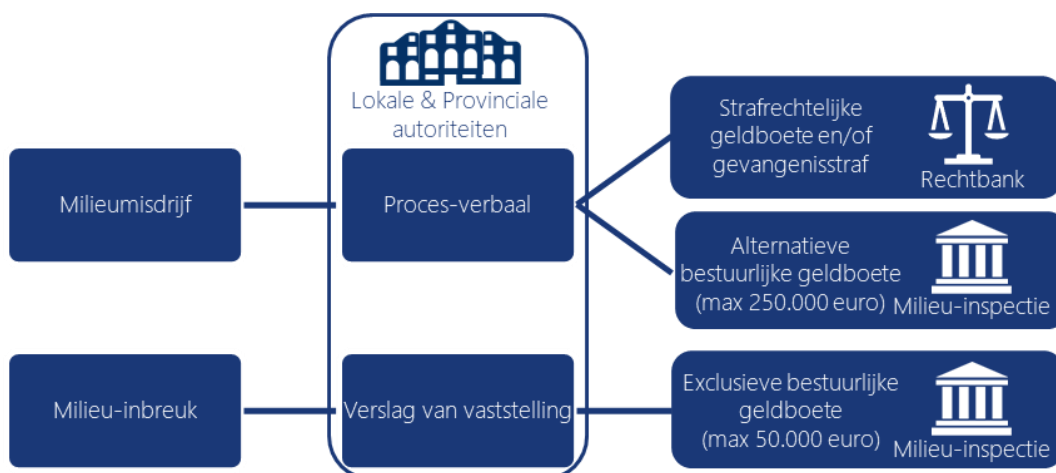 Lokale & Provinciale
autoriteiten
Milieumisdrijf
Proces-verbaal
Strafrechtelijke
geldboete en/of
gevangenisstraf
Rechtbank
Alternatieve
bestuurlijke geldboete
(max 250.000 euro)
Milieu-inspectie
Milieu-inbreuk
Verslag van vaststelling
Exclusieve bestuurlijke
geldboete
(max 50.000 euro)
Milieu-inspectie